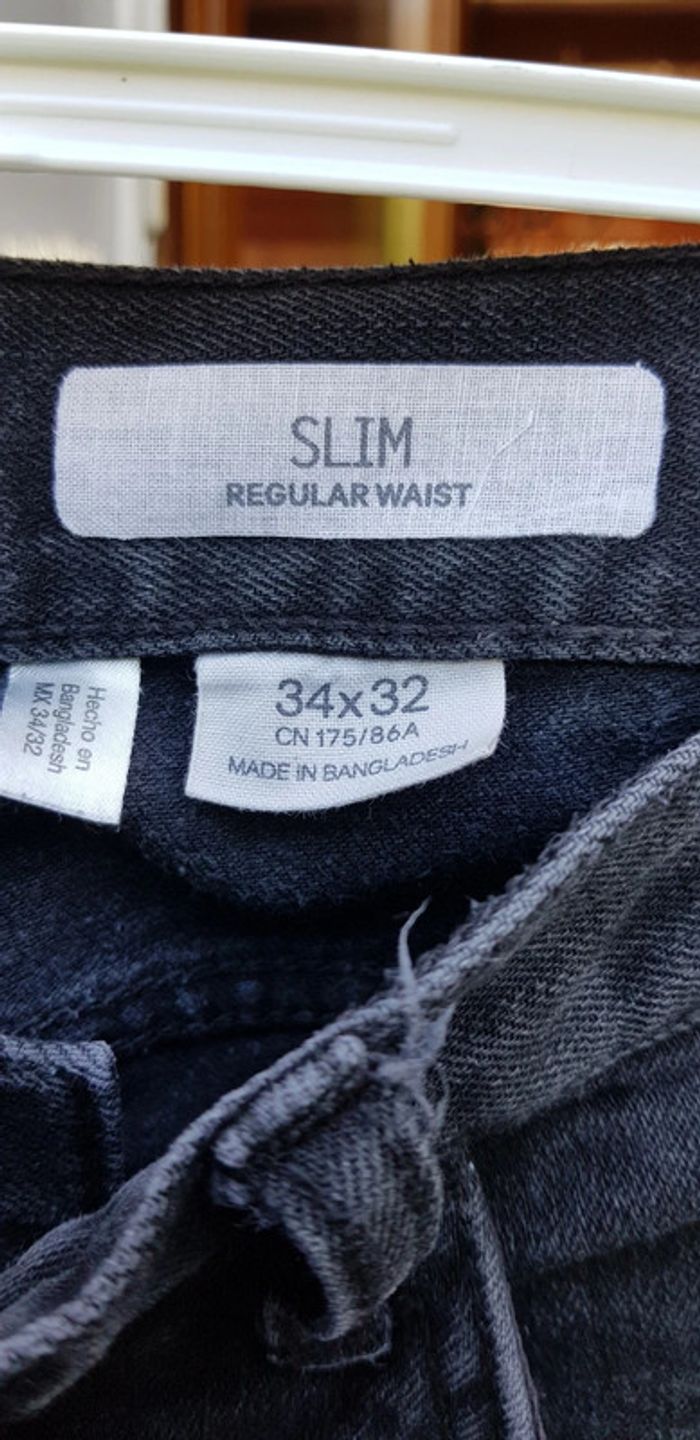 SLIM
REGULAR WAIST
Hecho en
Bangladesh
MX 34/32
34x32
CN 175/86A
MADE IN BANGLADESH